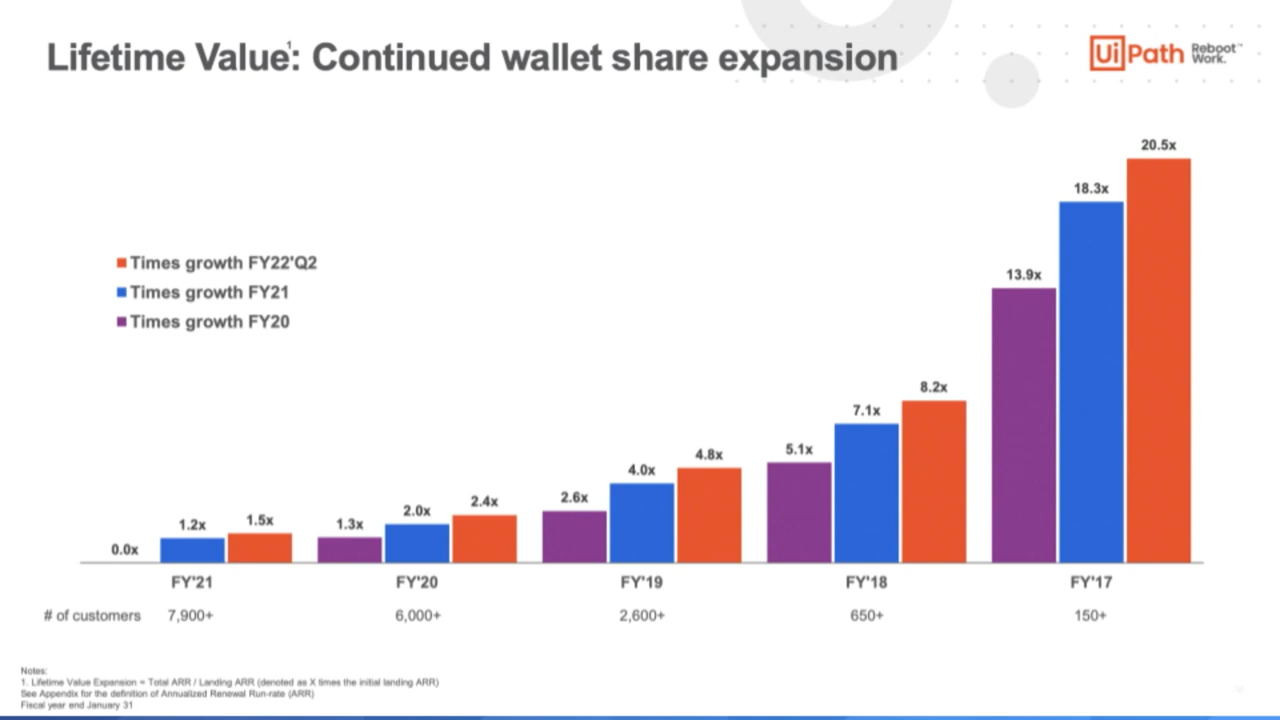 Lifetime Value¹: Continued wallet share expansion
UiPath Reboot Work.™
20.5x
18.3x
13.9x
Times growth FY22'Q2
Times growth FY21
Times growth FY20
8.2x
7.1x
5.1x
4.8x
4.0x
2.6x
2.4x
2.0x
1.3x
1.5x
1.2x
0.0x
FY'21 FY'20 FY'19 FY'18 FY'17
# of customers 7,900+ 6,000+ 2,600+ 650+ 150+
Notes:
1. Lifetime Value Expansion = Total ARR / Landing ARR (denoted as X times the initial landing ARR)
See Appendix for the definition of Annualized Renewal Run-rate (ARR)
Fiscal year end January 31